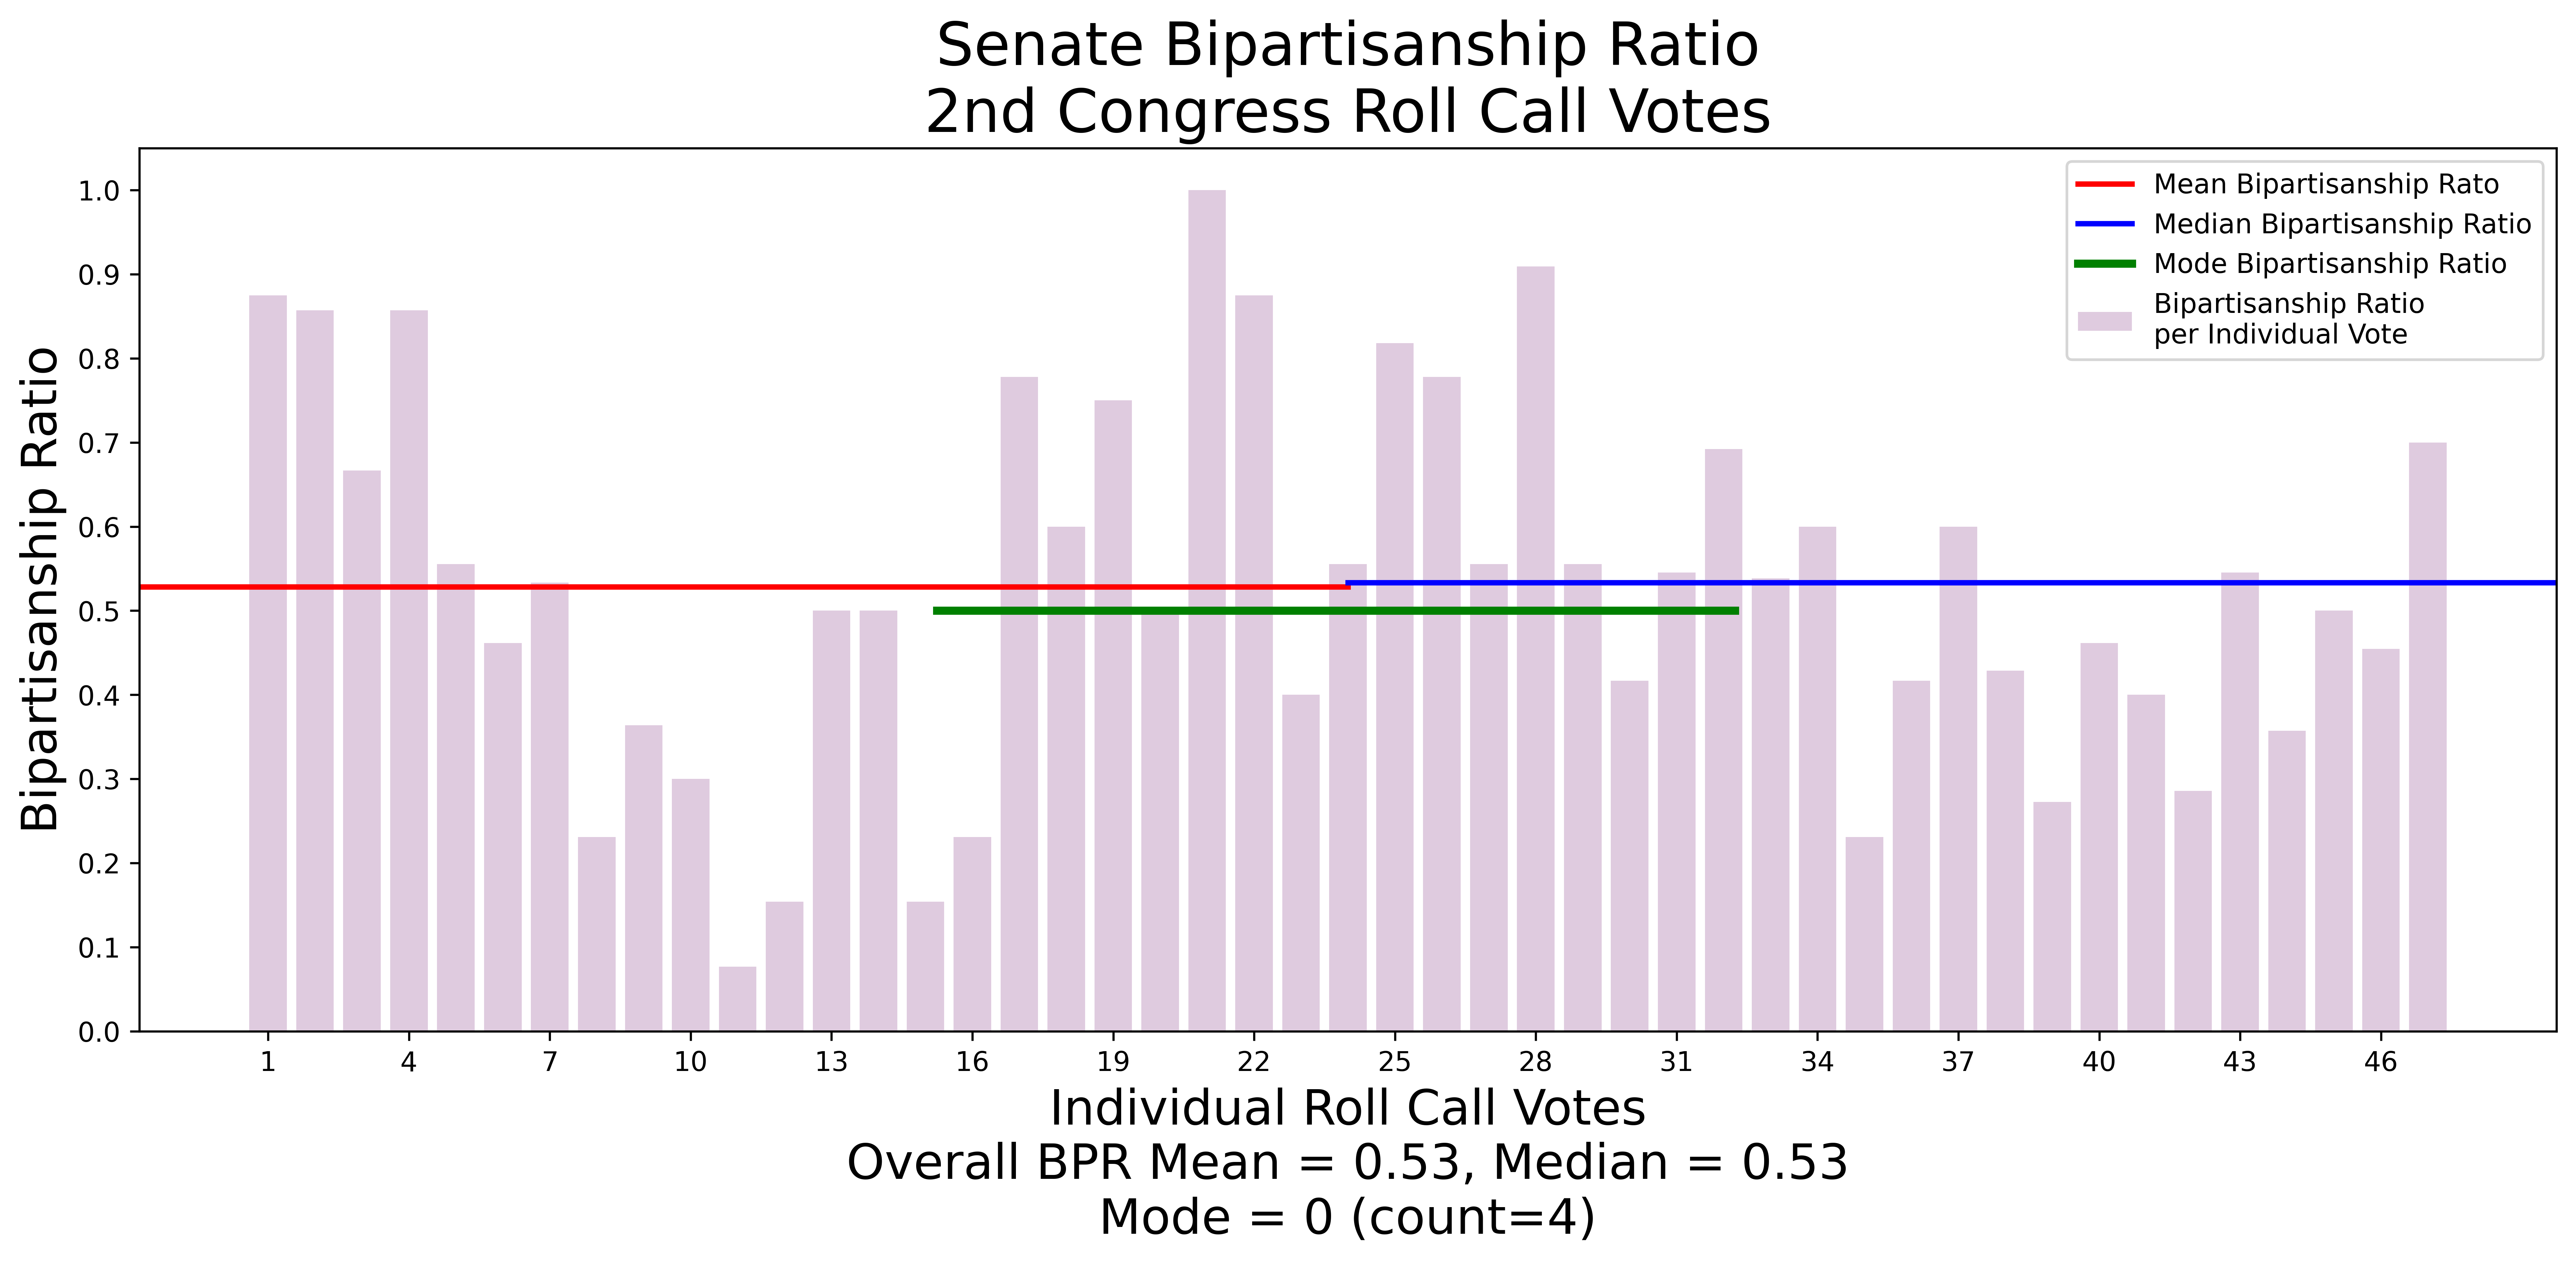 Senate Bipartisanship Ratio
2nd Congress Roll Call Votes
Mean Bipartisanship Rato
Median Bipartisanship Ratio
Mode Bipartisanship Ratio
Bipartisanship Ratio
per Individual Vote
Bipartisanship Ratio
1.0
0.9
0.8
0.7
0.6
0.5
0.4
0.3
0.2
0.1
0.0
1 4 7 10 13 16 19 22 25 28 31 34 37 40 43 46
Individual Roll Call Votes
Overall BPR Mean = 0.53, Median = 0.53
Mode = 0 (count=4)